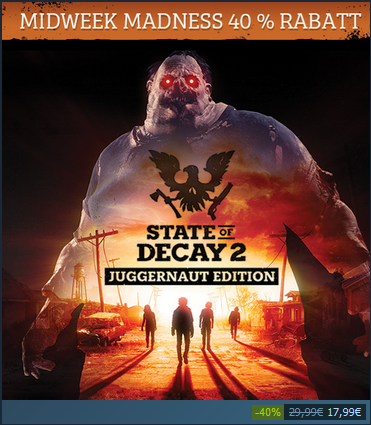 MIDWEEK MADNESS 40 % RABATT
STATE OF
DECAY 2
JUGGERNAUT EDITION
-40% 29,99€ 17,99€